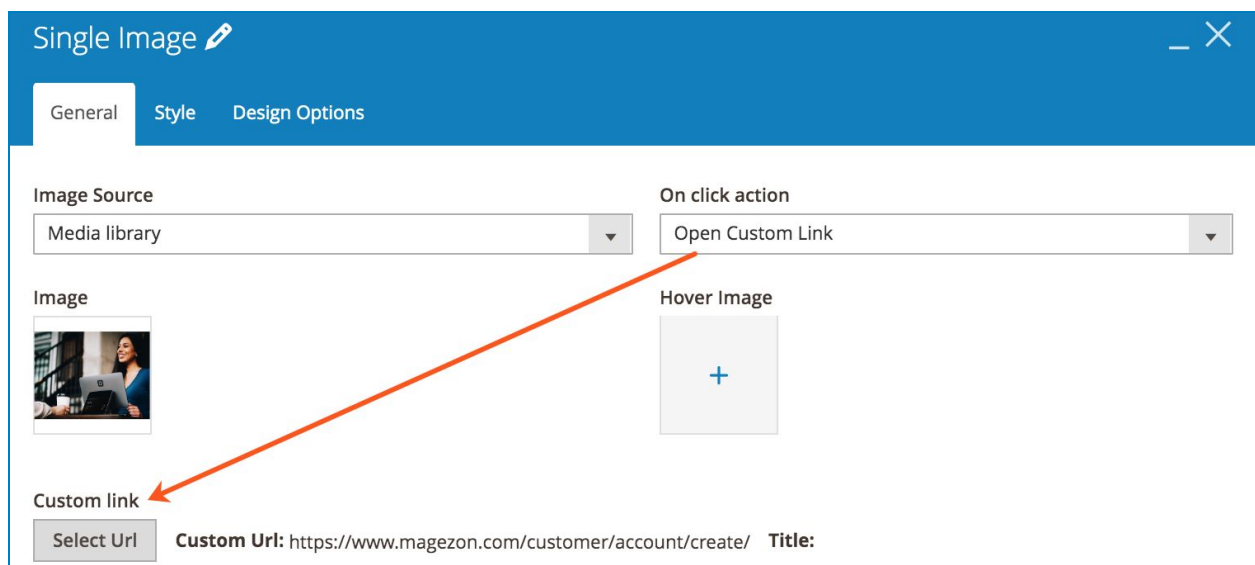 Single Image
General Style Design Options
Image Source
On click action
Media library
Open Custom Link
Image
Hover Image
Custom link
Select Url Custom Url: https://www.magezon.com/customer/account/create/ Title: